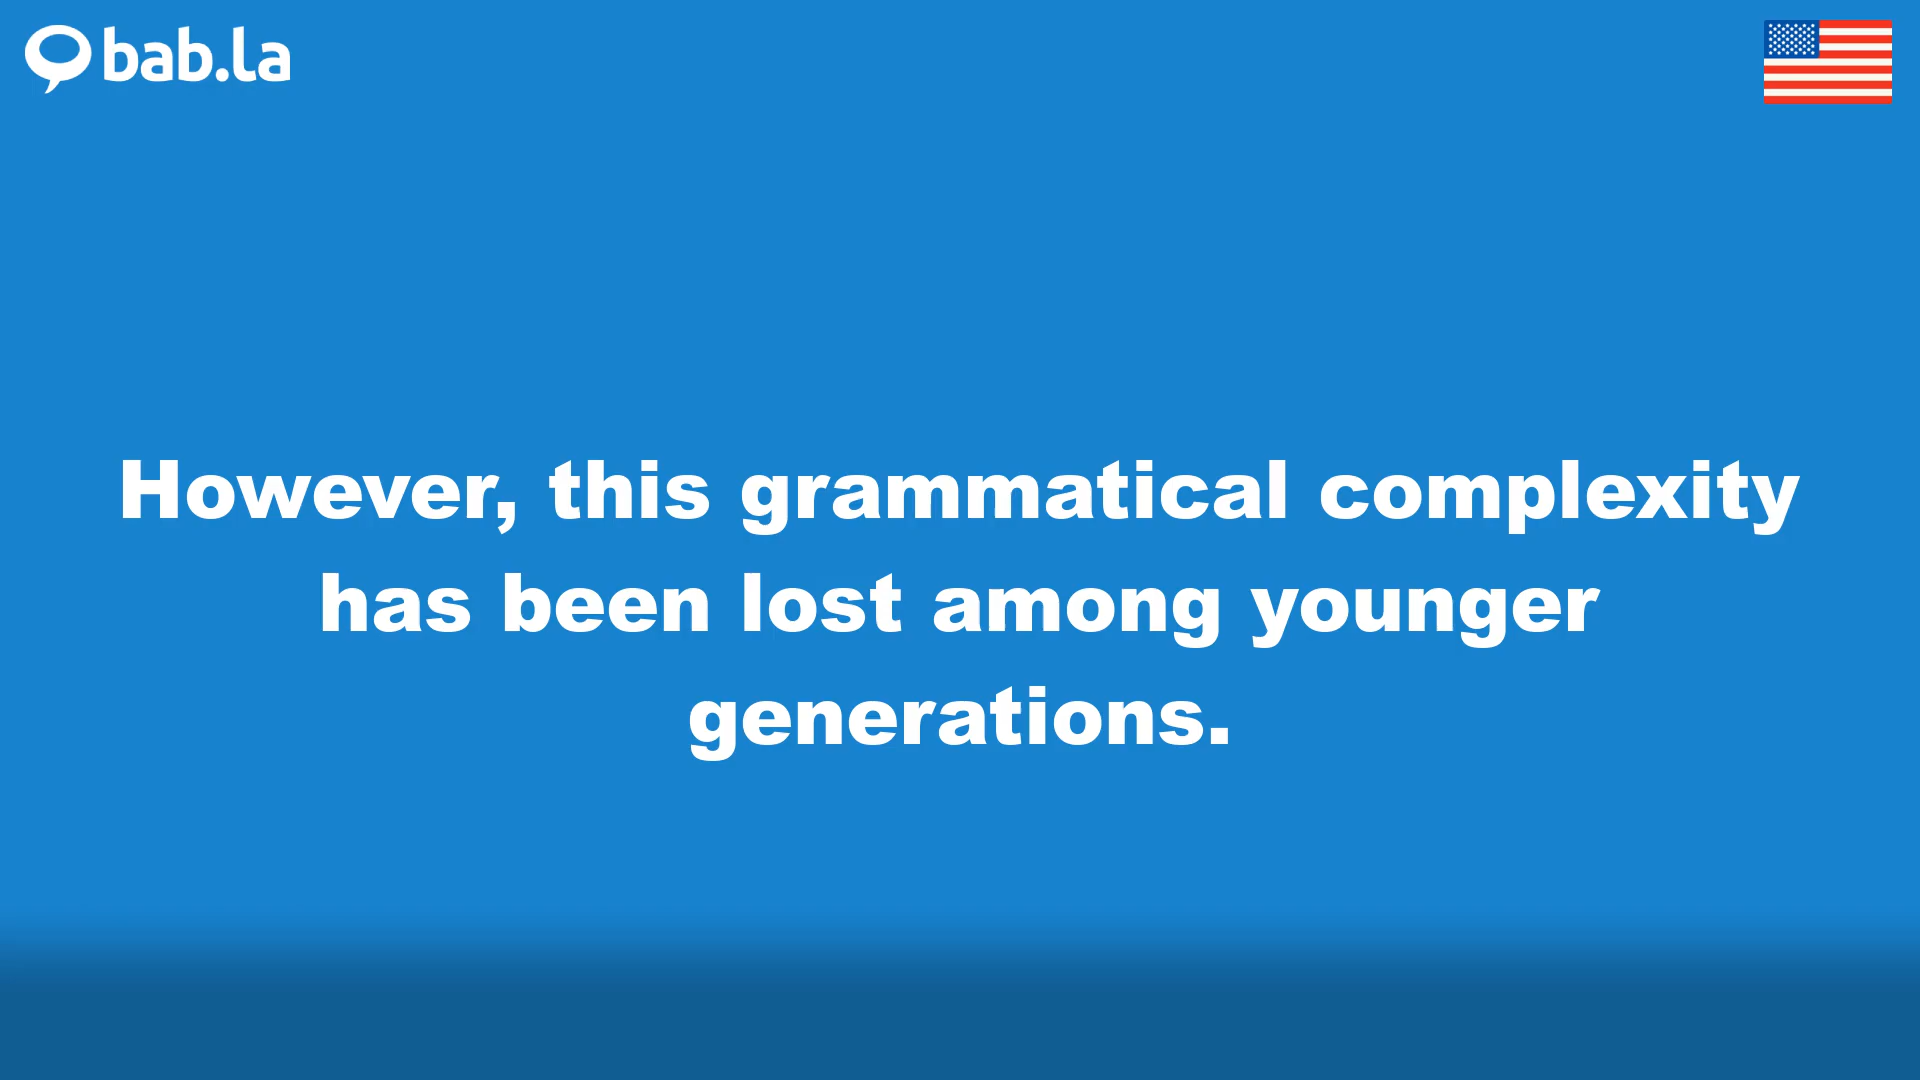 bab.la
However, this grammatical complexity
has been lost among younger
generations.